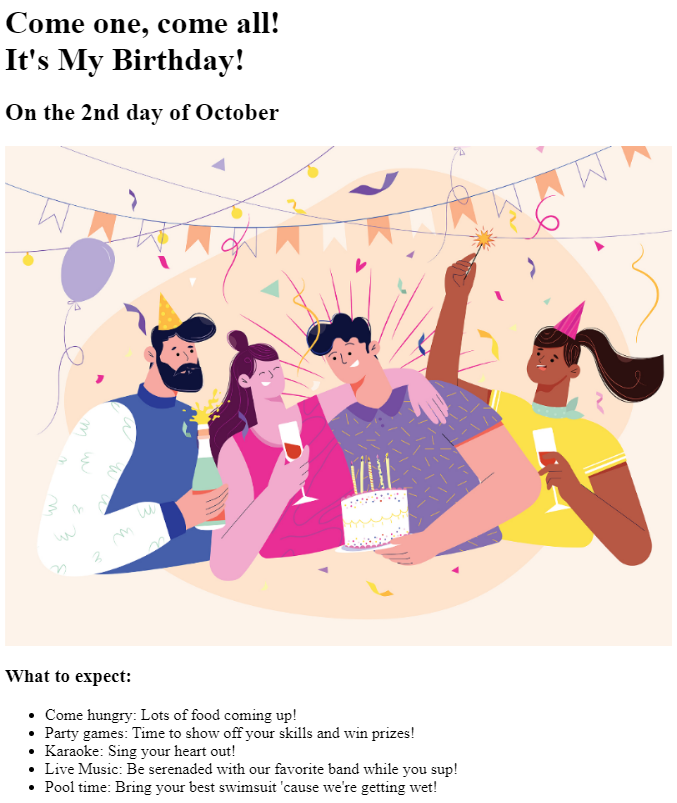 Come one, come all!
It's My Birthday!
On the 2nd day of October
What to expect:
• Come hungry: Lots of food coming up!
• Party games: Time to show off your skills and win prizes!
• Karaoke: Sing your heart out!
• Live Music: Be serenaded with our favorite band while you sup!
• Pool time: Bring your best swimsuit 'cause we're getting wet!